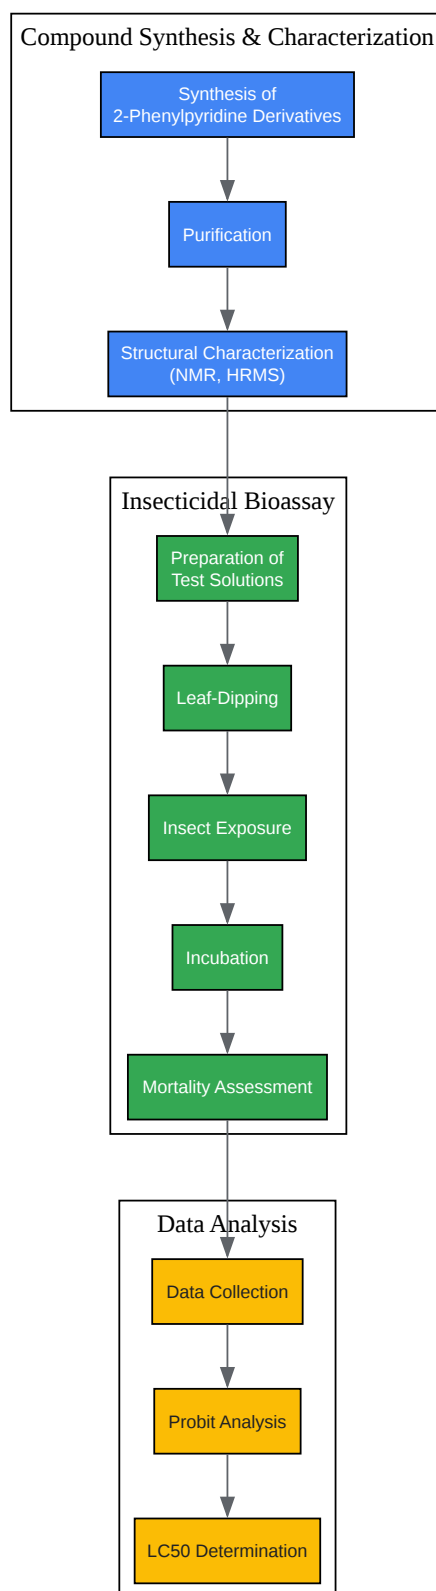 Compound Synthesis & Characterization
Synthesis of
2-Phenylpyridine Derivatives
Purification
Structural Characterization
(NMR, HRMS)
Insecticidal Bioassay
Preparation of
Test Solutions
Leaf-Dipping
Insect Exposure
Incubation
Mortality Assessment
Data Analysis
Data Collection
Probit Analysis
LC50 Determination